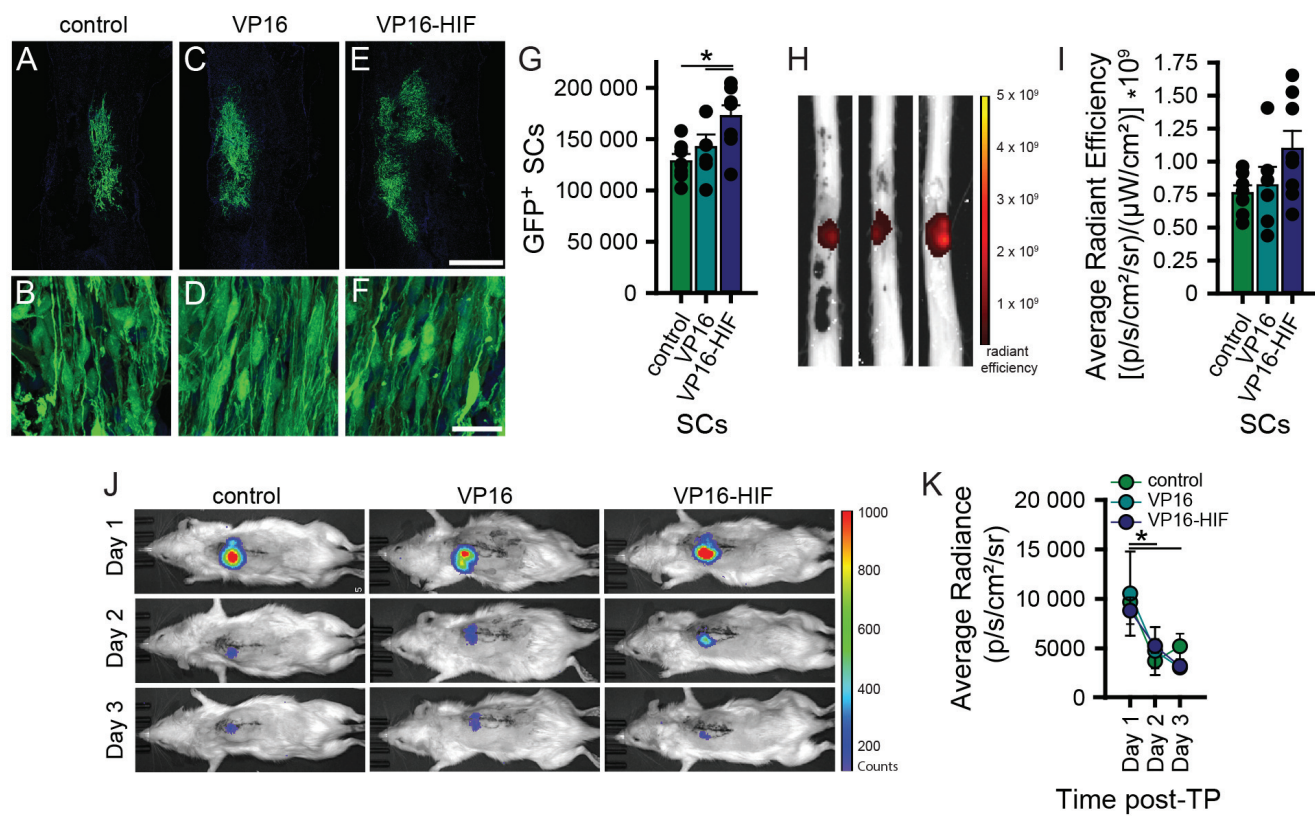 control
VP16
VP16-HIF
A
C
E
B
D
F
G
*
GFP+ SCs
200 000
150 000
100 000
50 000
0
control
VP16
VP16-HIF
SCs
H
5 x 10⁹
4 x 10⁹
3 x 10⁹
2 x 10⁹
1 x 10⁹
radiant
efficiency
I
Average Radiant Efficiency
[(p/s/cm²/sr)/(µW/cm²)] *10⁹
1.75
1.50
1.25
1.00
0.75
0.50
0.25
0
control
VP16
VP16-HIF
SCs
J
control
VP16
VP16-HIF
Day 1
Day 2
Day 3
5
1000
800
600
400
200
Counts
K
control
VP16
VP16-HIF
*
Average Radiance
(p/s/cm²/sr)
20 000
15 000
10 000
5000
0
Day 1
Day 2
Day 3
Time post-TP